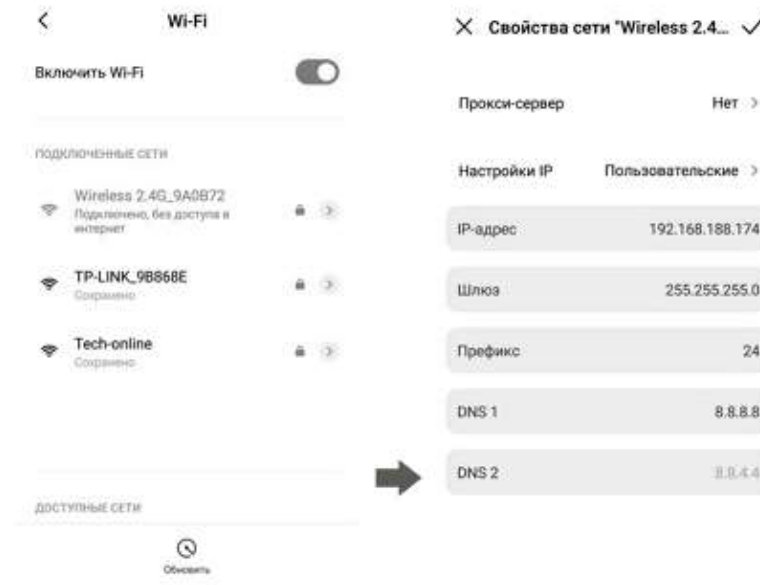 Wi-Fi
Включить Wi-Fi
ПОДКЛЮЧЕННЫЕ СЕТИ
Wireless 2.4G_9A0B72
Подключено, без доступа в
интернет
TP-LINK_9B868E
Сохранено
Tech-online
Сохранено
ДОСТУПНЫЕ СЕТИ
Обновить
Свойства сети "Wireless 2.4...
Прокси-сервер Нет
Настройки IP Пользовательские
IP-адрес 192.168.188.174
Шлюз 255.255.255.0
Префикс 24
DNS 1 8.8.8.8
DNS 2 8.8.4.4